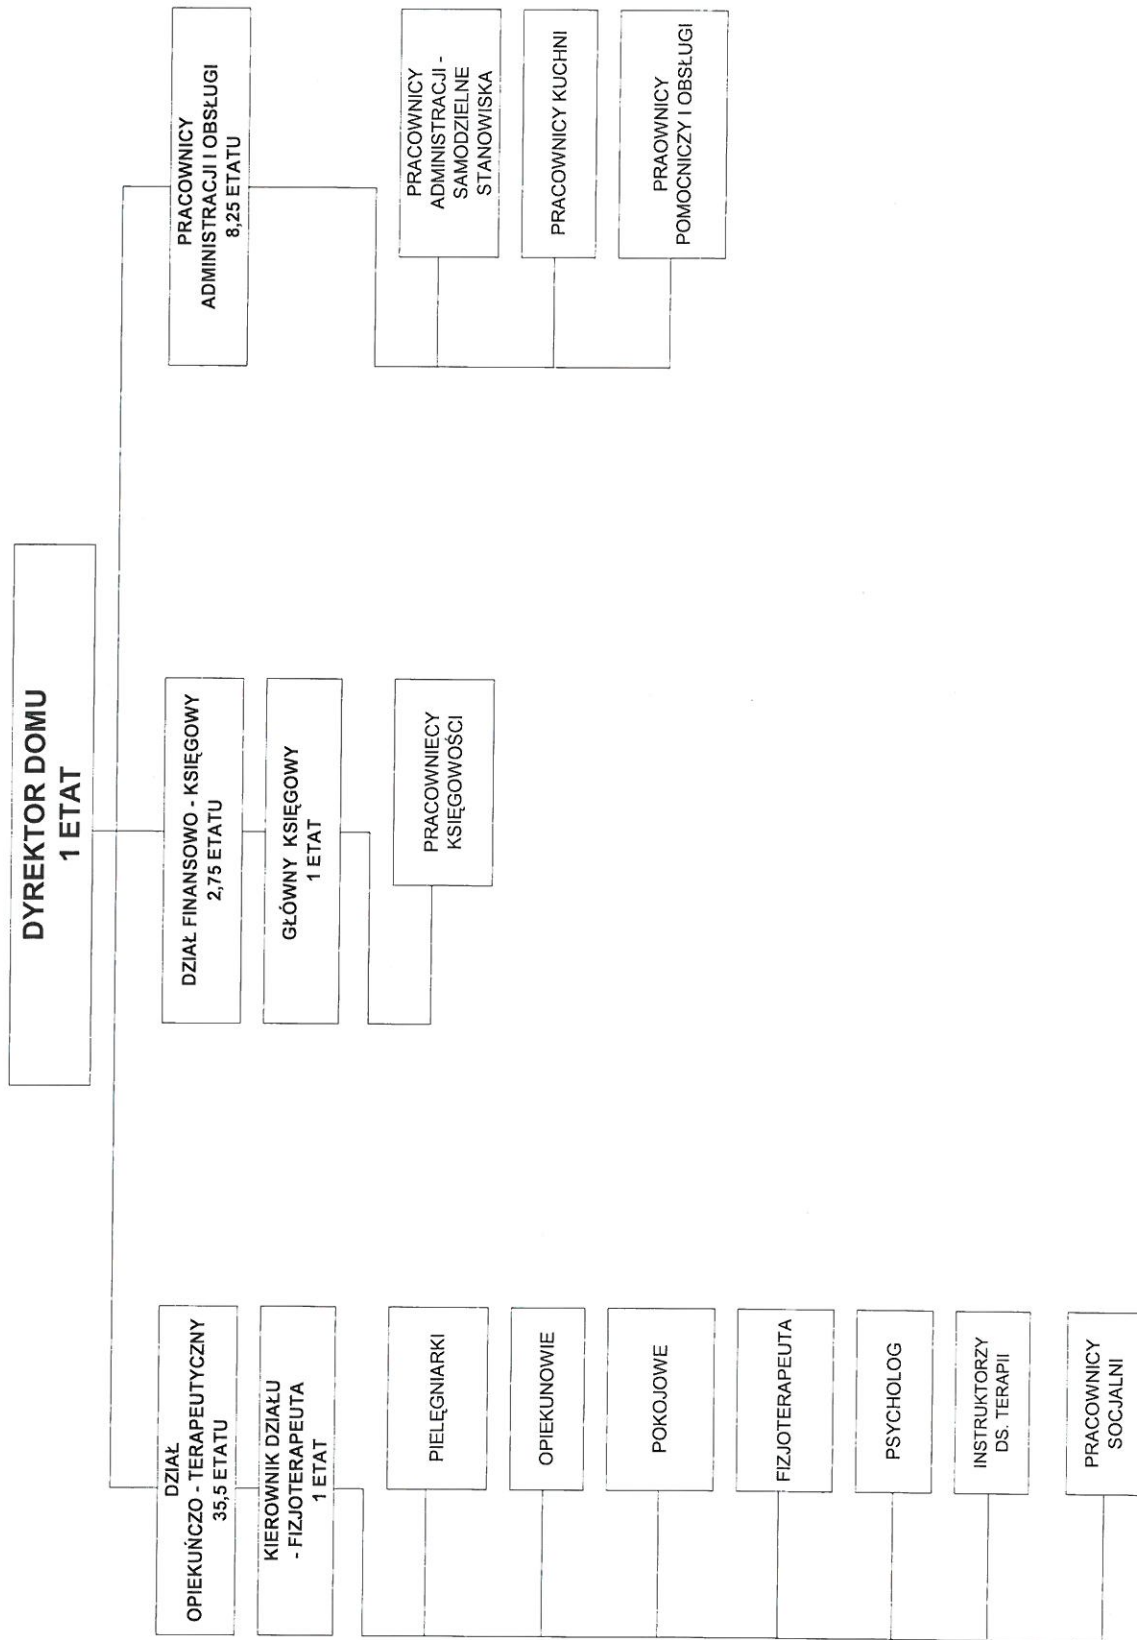 DYREKTOR DOMU
1 ETAT
DZIAŁ
OPIEKUŃCZO - TERAPEUTYCZNY
35,5 ETATU
KIEROWNIK DZIAŁU
- FIZJOTERAPEUTA
1 ETAT
PIELĘGNIARKI
OPIEKUNOWIE
POKOJOWE
FIZJOTERAPEUTA
PSYCHOLOG
INSTRUKTORZY
DS. TERAPII
PRACOWNICY
SOCJALNI
DZIAŁ FINANSOWO - KSIĘGOWY
2,75 ETATU
GŁÓWNY KSIĘGOWY
1 ETAT
PRACOWNIECY
KSIĘGOWOŚCI
PRACOWNICY
ADMINISTRACJI I OBSŁUGI
8,25 ETATU
PRACOWNICY
ADMINISTRACJI -
SAMODZIELNE
STANOWISKA
PRACOWNICY KUCHNI
PRAOWNICY
POMOCNICZY I OBSŁUGI